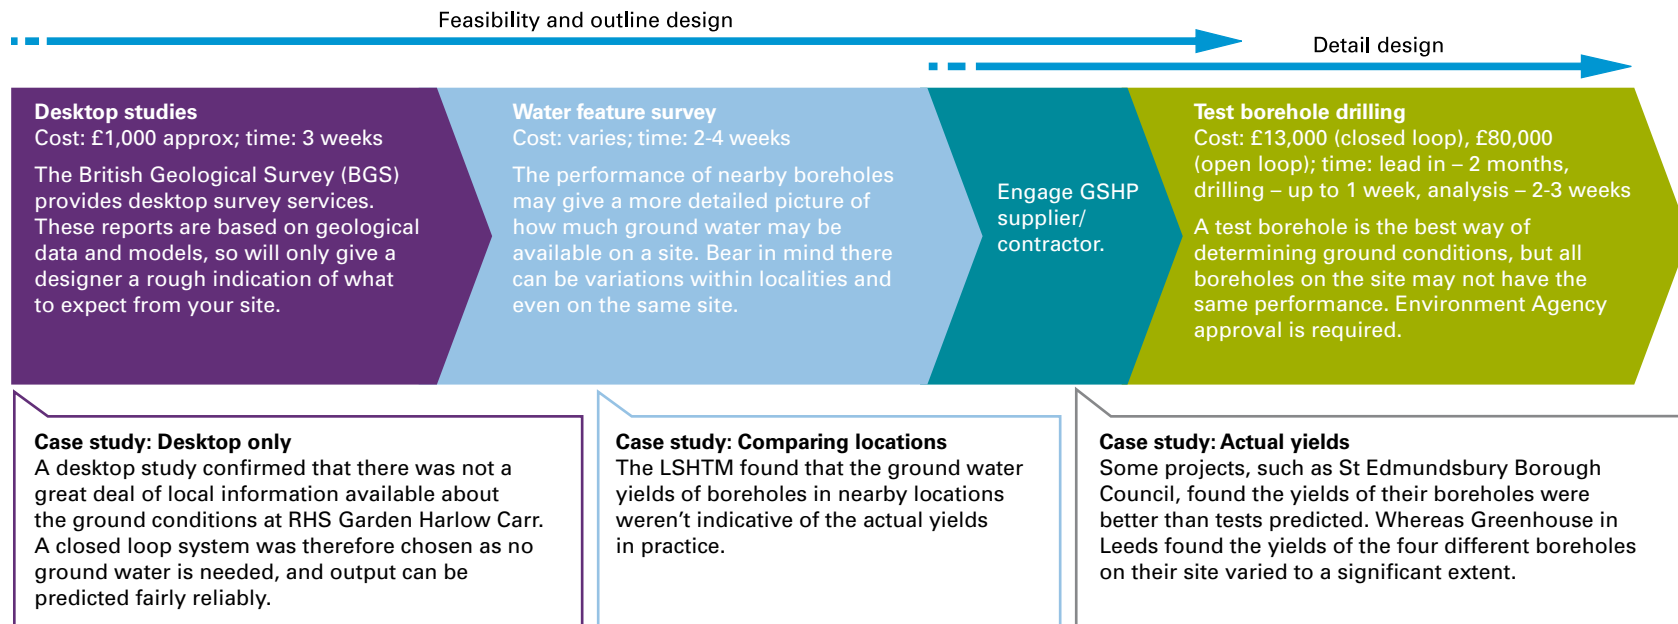 Feasibility and outline design
Detail design
Desktop studies
Cost: £1,000 approx; time: 3 weeks
The British Geological Survey (BGS)
provides desktop survey services.
These reports are based on geological
data and models, so will only give a
designer a rough indication of what
to expect from your site.
Water feature survey
Cost: varies; time: 2-4 weeks
The performance of nearby boreholes
may give a more detailed picture of
how much ground water may be
available on a site. Bear in mind there
can be variations within localities and
even on the same site.
Engage GSHP
supplier/
contractor.
Test borehole drilling
Cost: £13,000 (closed loop), £80,000
(open loop); time: lead in – 2 months,
drilling – up to 1 week, analysis – 2-3 weeks
A test borehole is the best way of
determining ground conditions, but all
boreholes on the site may not have the
same performance. Environment Agency
approval is required.
Case study: Desktop only
A desktop study confirmed that there was not a
great deal of local information available about
the ground conditions at RHS Garden Harlow Carr.
A closed loop system was therefore chosen as no
ground water is needed, and output can be
predicted fairly reliably.
Case study: Comparing locations
The LSHTM found that the ground water
yields of boreholes in nearby locations
weren't indicative of the actual yields
in practice.
Case study: Actual yields
Some projects, such as St Edmundsbury Borough
Council, found the yields of their boreholes were
better than tests predicted. Whereas Greenhouse in
Leeds found the yields of the four different boreholes
on their site varied to a significant extent.